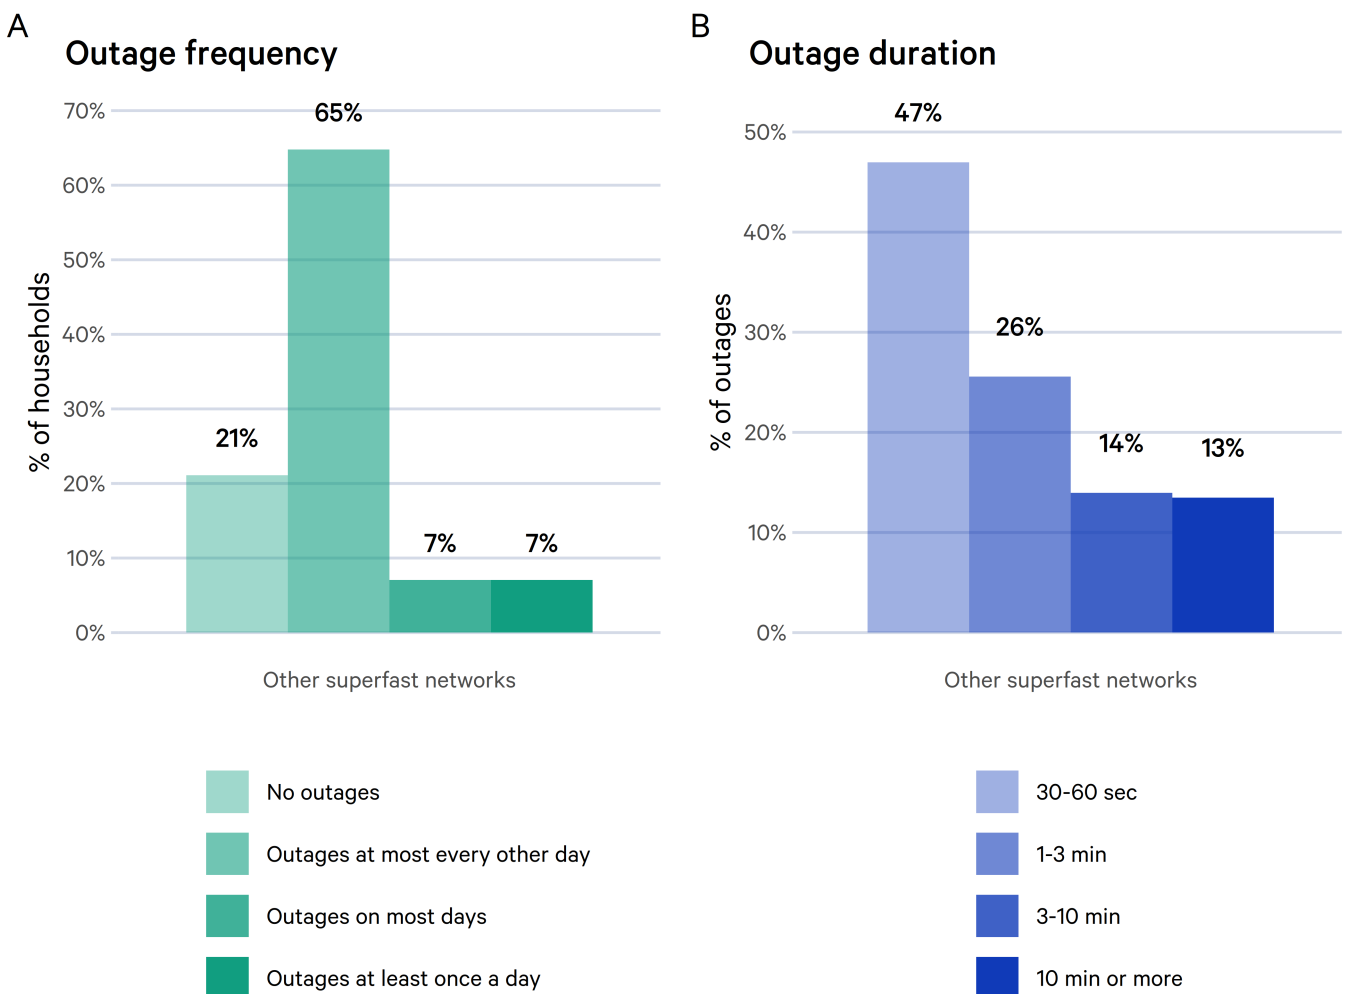 A
Outage frequency
70%
60%
50%
40%
30%
20%
10%
0%
% of households
21%
65%
7%
7%
Other superfast networks
No outages
Outages at most every other day
Outages on most days
Outages at least once a day
B
Outage duration
50%
40%
30%
20%
10%
0%
% of outages
47%
26%
14%
13%
Other superfast networks
30-60 sec
1-3 min
3-10 min
10 min or more